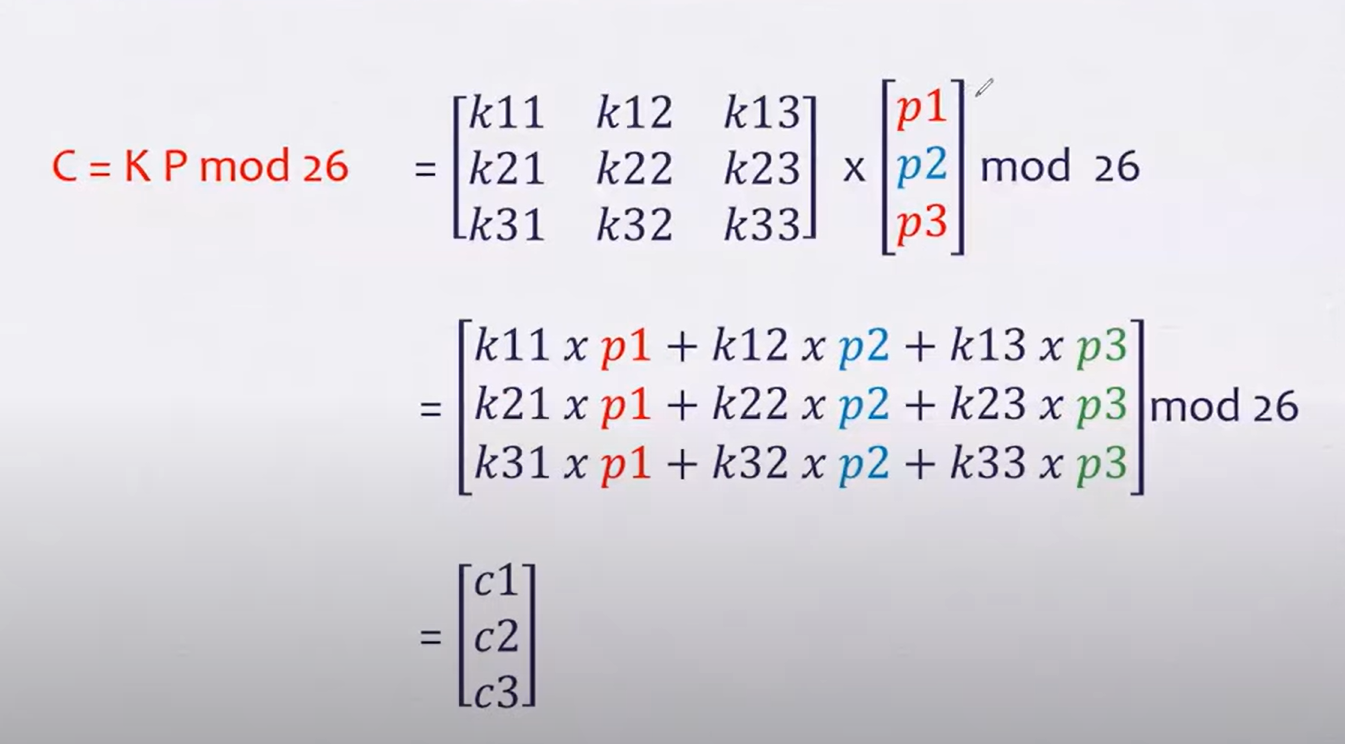 C = K P mod 26 = [k11 k12 k13] x [p1] mod 26
[k21 k22 k23] [p2]
[k31 k32 k33] [p3]
= [k11 x p1 + k12 x p2 + k13 x p3] mod 26
[k21 x p1 + k22 x p2 + k23 x p3]
[k31 x p1 + k32 x p2 + k33 x p3]
= [c1]
[c2]
[c3]